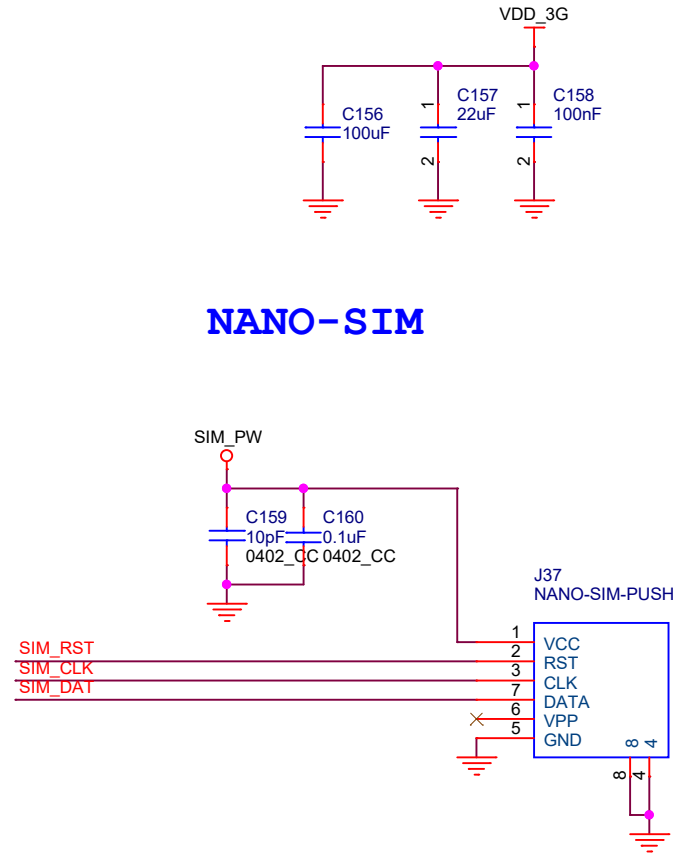 VDD_3G
C156
100uF
1
C157
22uF
2
1
C158
100nF
2
NANO-SIM
SIM_PW
C159
10pF
0402_CC
C160
0.1uF
0402_CC
J37
NANO-SIM-PUSH
SIM_RST
SIM_CLK
SIM_DAT
1 VCC
2 RST
3 CLK
7 DATA
6 VPP
5 GND
8 4
8 4